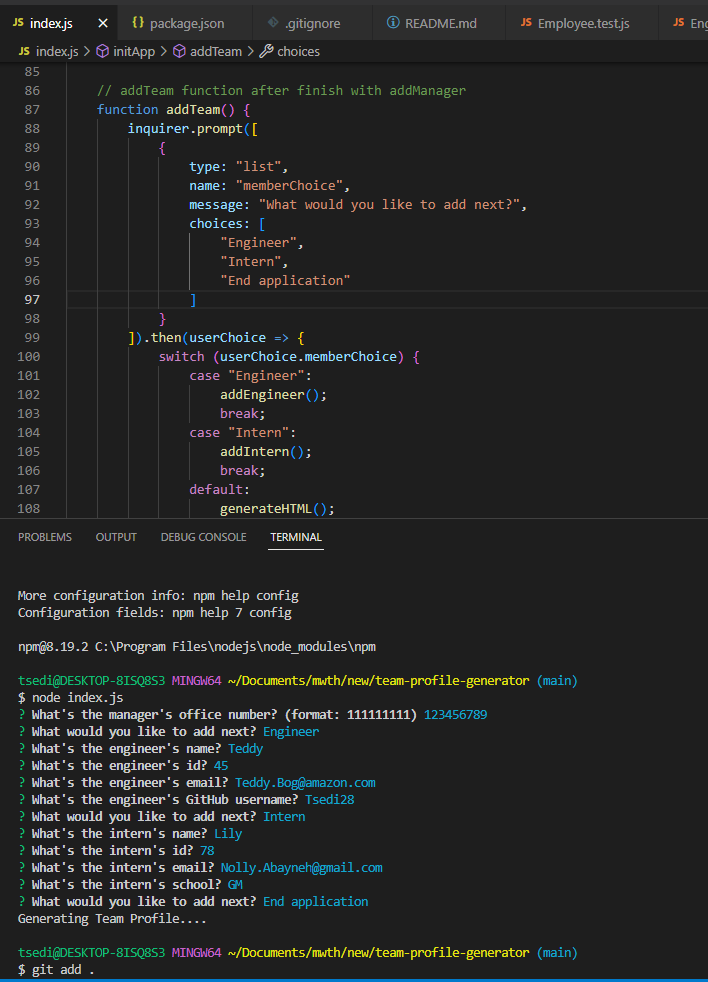 JS index.js × {} package.json .gitignore README.md JS Employee.test.js JS Eng
JS index.js > initApp > addTeam > choices
85
86 // addTeam function after finish with addManager
87 function addTeam() {
88 inquirer.prompt([
89 {
90 type: "list",
91 name: "memberChoice",
92 message: "What would you like to add next?",
93 choices: [
94 "Engineer",
95 "Intern",
96 "End application"
97 ]
98 }
99 ]).then(userChoice => {
100 switch (userChoice.memberChoice) {
101 case "Engineer":
102 addEngineer();
103 break;
104 case "Intern":
105 addIntern();
106 break;
107 default:
108 generateHTML();
PROBLEMS OUTPUT DEBUG CONSOLE TERMINAL
More configuration info: npm help config
Configuration fields: npm help 7 config
npm@8.19.2 C:\Program Files\nodejs\node_modules\npm
tsedi@DESKTOP-8ISQ8S3 MINGW64 ~/Documents/mwth/new/team-profile-generator (main)
$ node index.js
? What's the manager's office number? (format: 111111111) 123456789
? What would you like to add next? Engineer
? What's the engineer's name? Teddy
? What's the engineer's id? 45
? What's the engineer's email? Teddy.Bog@amazon.com
? What's the engineer's GitHub username? Tsedi28
? What would you like to add next? Intern
? What's the intern's name? Lily
? What's the intern's id? 78
? What's the intern's email? Nolly.Abayneh@gmail.com
? What's the intern's school? GM
? What would you like to add next? End application
Generating Team Profile....
tsedi@DESKTOP-8ISQ8S3 MINGW64 ~/Documents/mwth/new/team-profile-generator (main)
$ git add .